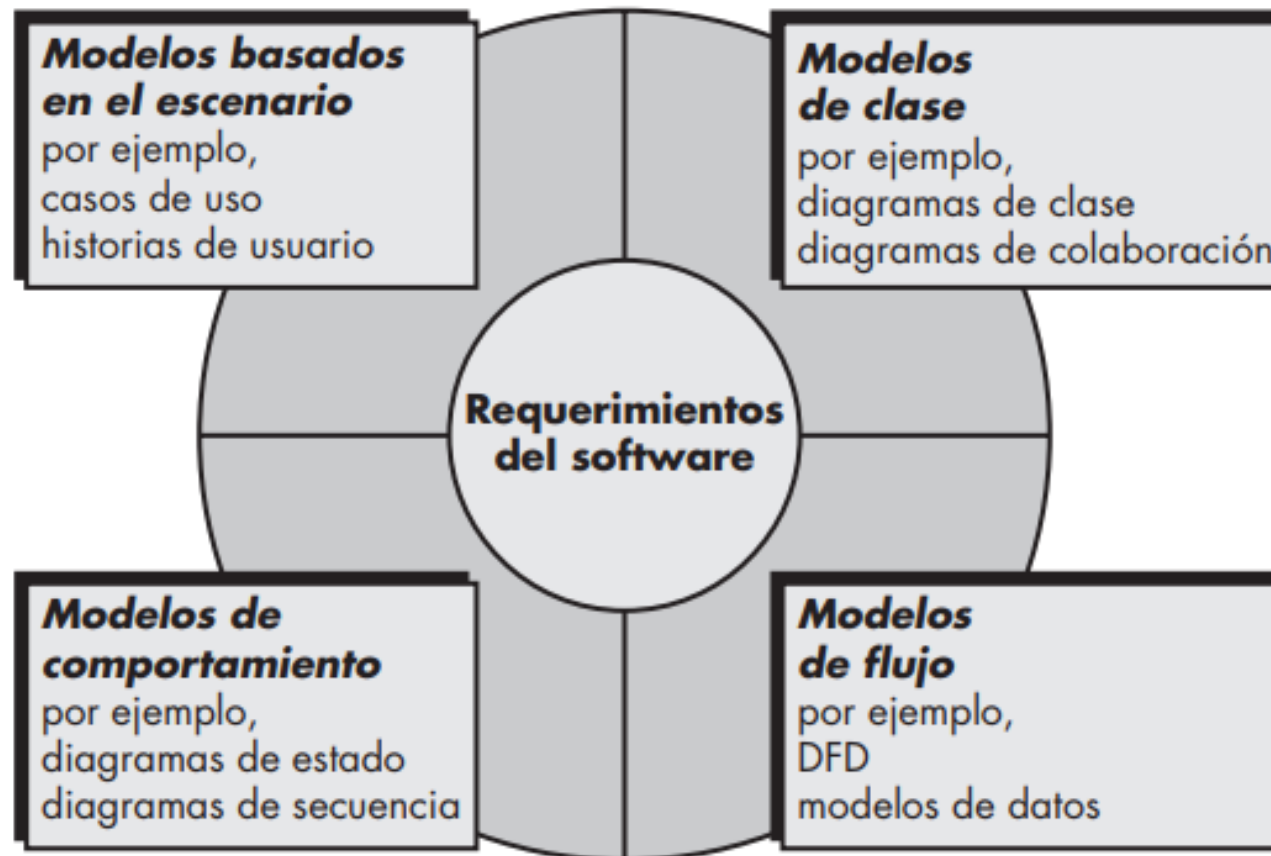 Modelos basados
en el escenario
por ejemplo,
casos de uso
historias de usuario
Modelos
de clase
por ejemplo,
diagramas de clase
diagramas de colaboración
Requerimientos
del software
Modelos de
comportamiento
por ejemplo,
diagramas de estado
diagramas de secuencia
Modelos
de flujo
por ejemplo,
DFD
modelos de datos